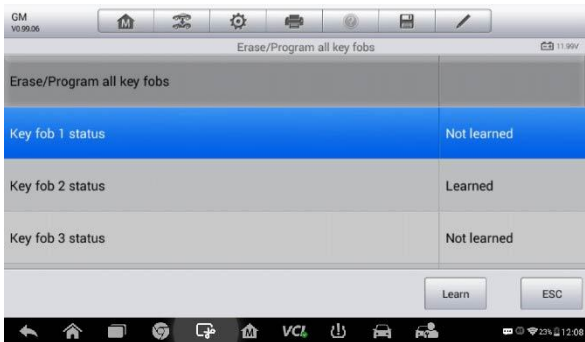 GM
V0.99.06
Erase/Program all key fobs
11.99V
Erase/Program all key fobs
Key fob 1 status Not learned
Key fob 2 status Learned
Key fob 3 status Not learned
Learn ESC
VCI 23% 12:08